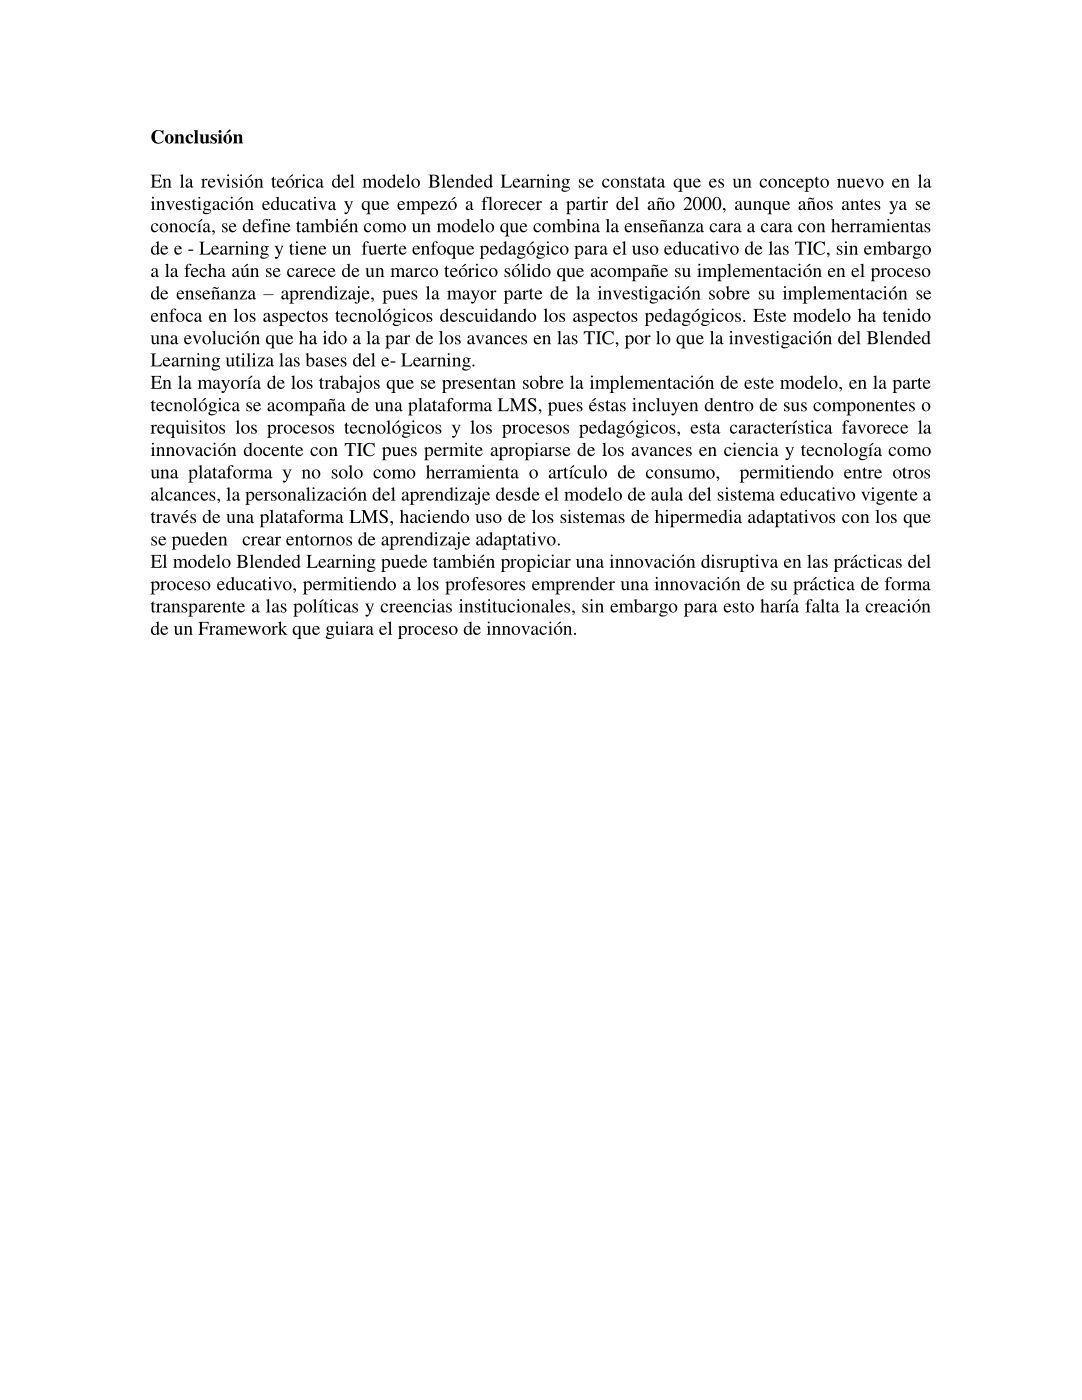 Conclusión
En la revisión teórica del modelo Blended Learning se constata que es un concepto nuevo en la
investigación educativa y que empezó a florecer a partir del año 2000, aunque años antes ya se
conocía, se define también como un modelo que combina la enseñanza cara a cara con herramientas
de e - Learning y tiene un  fuerte enfoque pedagógico para el uso educativo de las TIC, sin embargo
a la fecha aún se carece de un marco teórico sólido que acompañe su implementación en el proceso
de enseñanza – aprendizaje, pues la mayor parte de la investigación sobre su implementación se
enfoca en los aspectos tecnológicos descuidando los aspectos pedagógicos. Este modelo ha tenido
una evolución que ha ido a la par de los avances en las TIC, por lo que la investigación del Blended
Learning utiliza las bases del e- Learning.
En la mayoría de los trabajos que se presentan sobre la implementación de este modelo, en la parte
tecnológica se acompaña de una plataforma LMS, pues éstas incluyen dentro de sus componentes o
requisitos los procesos tecnológicos y los procesos pedagógicos, esta característica favorece la
innovación docente con TIC pues permite apropiarse de los avances en ciencia y tecnología como
una plataforma y no solo como herramienta o artículo de consumo,  permitiendo entre otros
alcances, la personalización del aprendizaje desde el modelo de aula del sistema educativo vigente a
través de una plataforma LMS, haciendo uso de los sistemas de hipermedia adaptativos con los que
se pueden  crear entornos de aprendizaje adaptativo.
El modelo Blended Learning puede también propiciar una innovación disruptiva en las prácticas del
proceso educativo, permitiendo a los profesores emprender una innovación de su práctica de forma
transparente a las políticas y creencias institucionales, sin embargo para esto haría falta la creación
de un Framework que guiara el proceso de innovación.